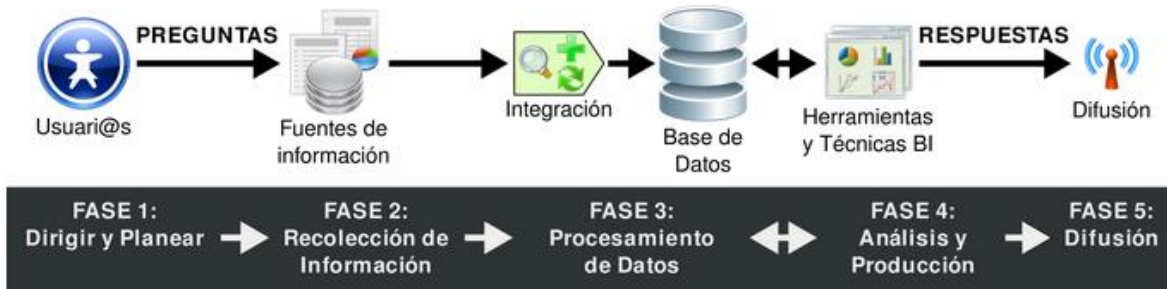 PREGUNTAS
RESPUESTAS
Usuari@s
Fuentes de
información
Integración
Base de
Datos
Herramientas
y Técnicas BI
Difusión
FASE 1:
Dirigir y Planear
FASE 2:
Recolección de
Información
FASE 3:
Procesamiento
de Datos
FASE 4:
Análisis y
Producción
FASE 5:
Difusión